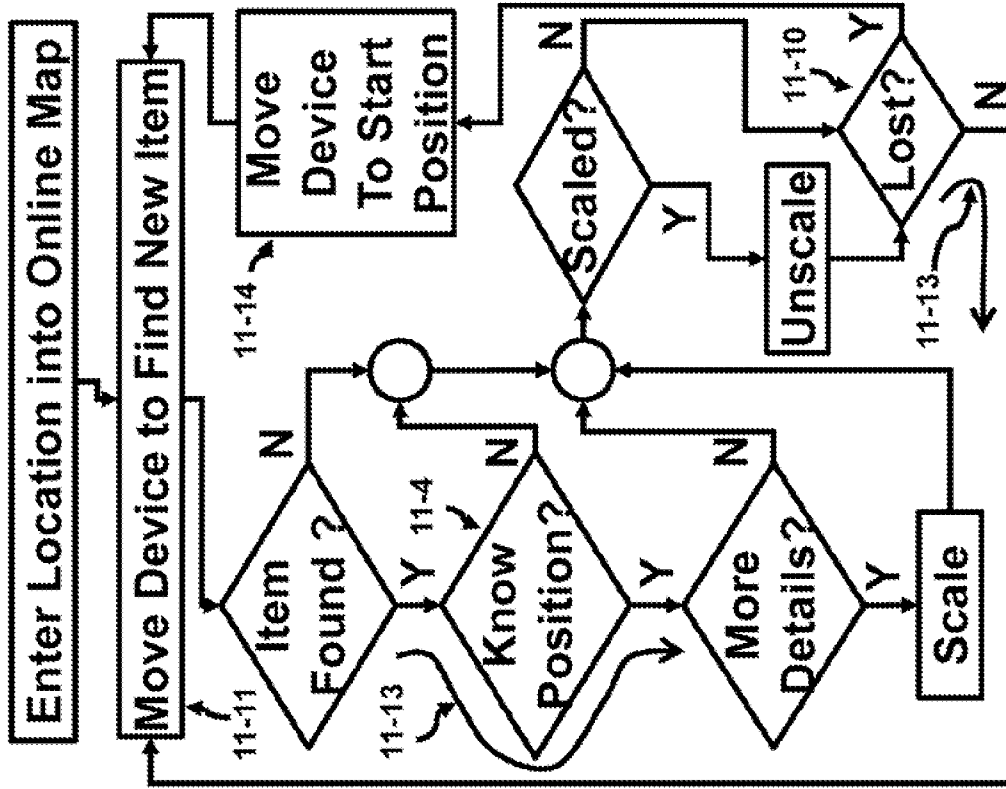 Enter Location into Online Map
Move Device to Find New Item
11-11
Item
Found ?
N
Y
11-13
Know
Position?
11-4
N
Y
More
Details?
N
Y
Scale
11-14
Move
Device
To Start
Position
Scaled?
N
Y
Unscale
11-10
Lost?
Y
N
11-13